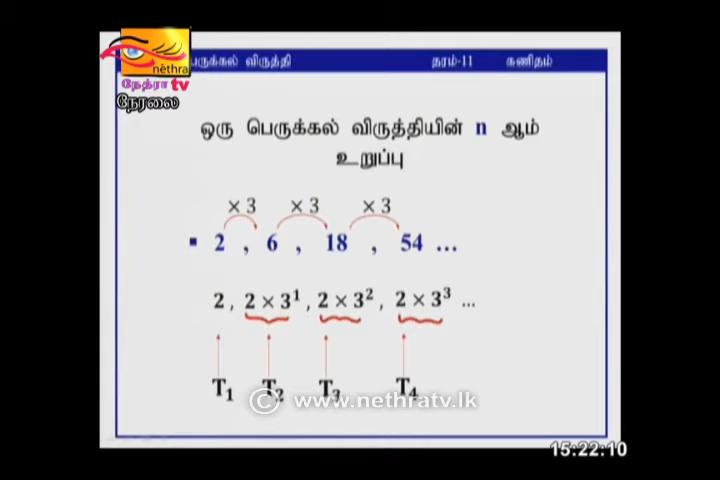 பெருக்கல் விருத்தி தரம்-11 கணிதம்
nēthra
நேத்ரா tv
நேரலை
ஒரு பெருக்கல் விருத்தியின் n ஆம்
உறுப்பு
× 3 × 3 × 3
▪ 2 , 6 , 18 , 54 ...
2 , 2 × 3¹ , 2 × 3² , 2 × 3³ ...
T₁ T₂ T₃ T₄
© www.nethratv.lk
15:22:10